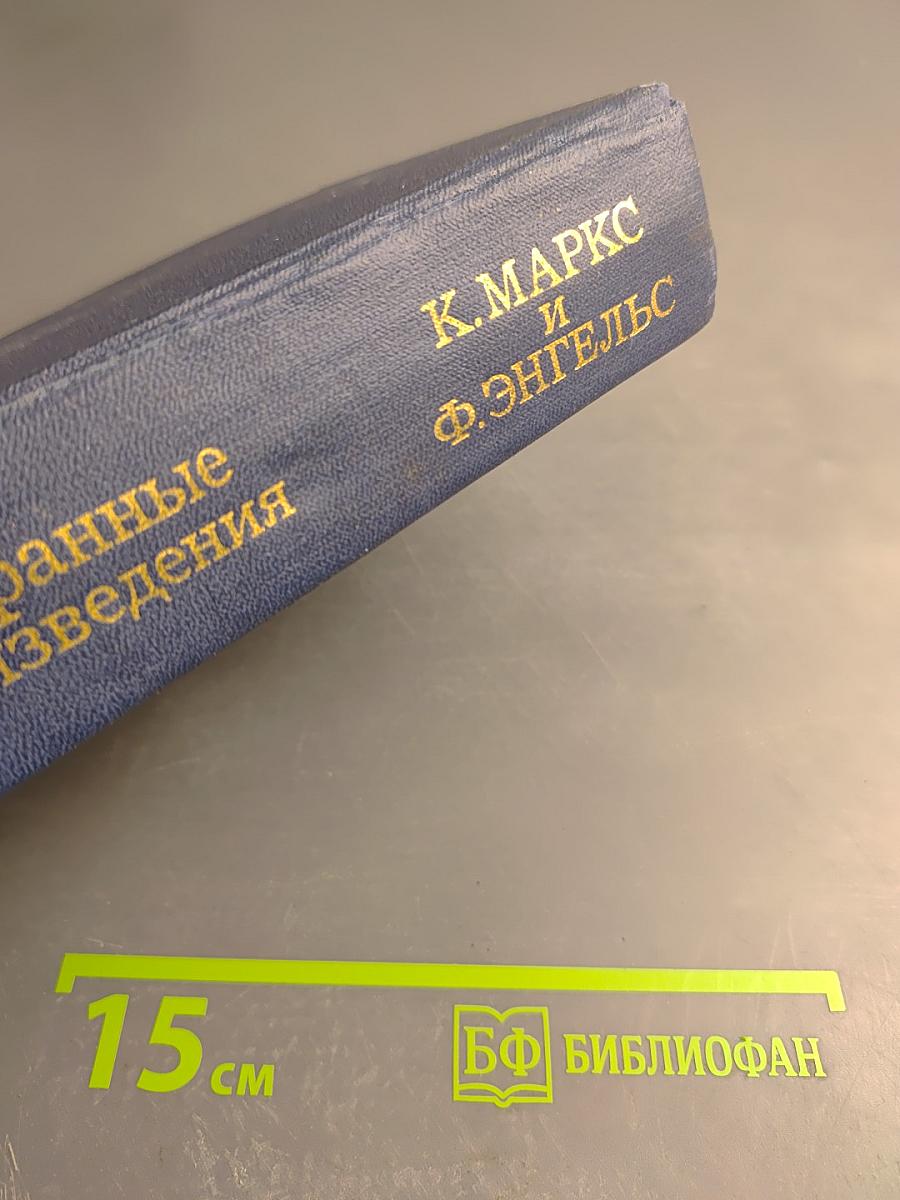 К.МАРКС
и
Ф.ЭНГЕЛЬС
ранные
изведения
15 см
БФ БИБЛИОФАН